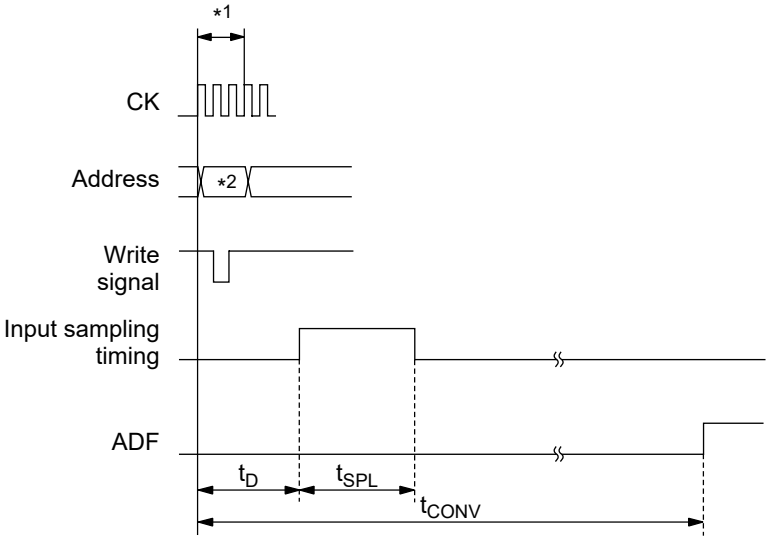 *1
CK
Address
*2
Write
signal
Input sampling
timing
ADF
tD
tSPL
tCONV